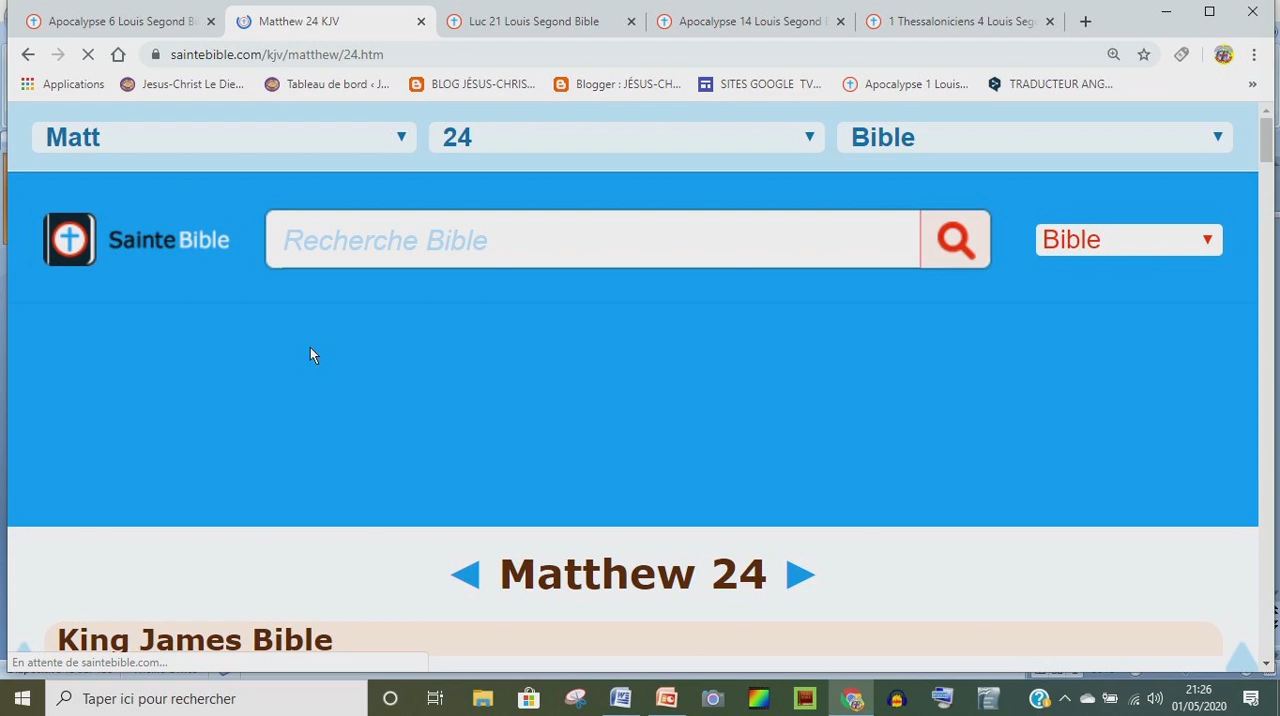 Apocalypse 6 Louis Segond Bi
Matthew 24 KJV
Luc 21 Louis Segond Bible
Apocalypse 14 Louis Segond
1 Thessaloniciens 4 Louis Seg
saintebible.com/kjv/matthew/24.htm
Applications
Jesus-Christ Le Die...
Tableau de bord ‹ J...
BLOG JÉSUS-CHRIS...
Blogger : JÉSUS-CH...
SITES GOOGLE TV...
Apocalypse 1 Louis...
TRADUCTEUR ANG...
»
Matt
24
Bible
Sainte Bible
Recherche Bible
Bible
Matthew 24
King James Bible
En attente de saintebible.com...
Taper ici pour rechercher
21:26
01/05/2020